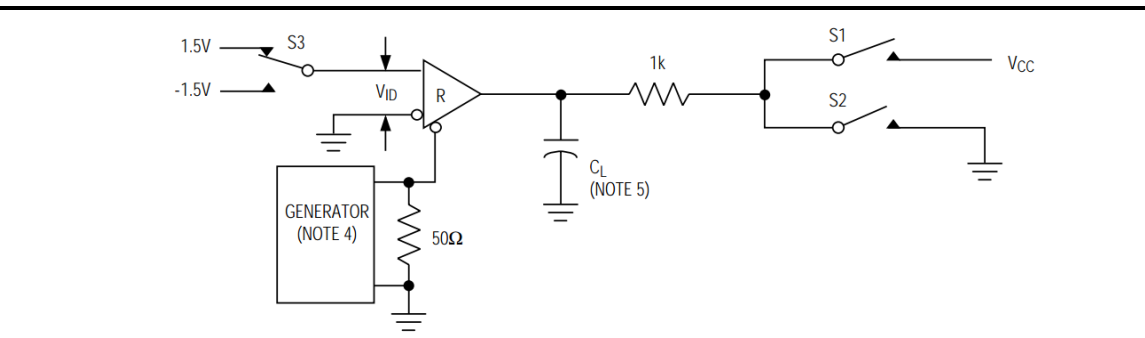 1.5V
S3
-1.5V
VID
R
GENERATOR
(NOTE 4)
50Ω
CL
(NOTE 5)
1k
S1
VCC
S2